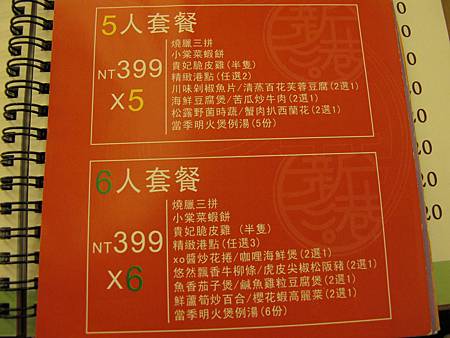 5人套餐
NT399
X5
燒臘三拼
小棠菜蝦餅
貴妃脆皮雞(半隻)
精緻港點(任選2)
川味剁椒魚片/清蒸百花芙蓉豆腐(2選1)
海鮮豆腐煲/苦瓜炒牛肉(2選1)
松露野菌時蔬/蟹肉扒西蘭花(2選1)
當季明火煲例湯(5份)
6人套餐
NT399
X6
燒臘三拼
小棠菜蝦餅
貴妃脆皮雞 (半隻)
精緻港點(任選3)
xo醬炒花捲/咖哩海鮮煲(2選1)
悠然飄香牛柳條/虎皮尖椒松阪豬(2選1)
魚香茄子煲/鹹魚雞粒豆腐煲(2選1)
鮮蘆筍炒百合/櫻花蝦高麗菜(2選1)
當季明火煲例湯(6份)